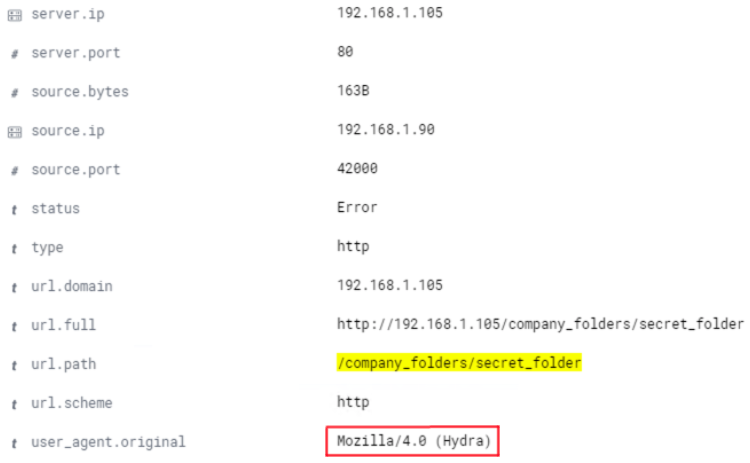 server.ip 192.168.1.105
# server.port 80
# source.bytes 163B
source.ip 192.168.1.90
# source.port 42000
t status Error
t type http
t url.domain 192.168.1.105
t url.full http://192.168.1.105/company_folders/secret_folder
t url.path /company_folders/secret_folder
t url.scheme http
t user_agent.original Mozilla/4.0 (Hydra)